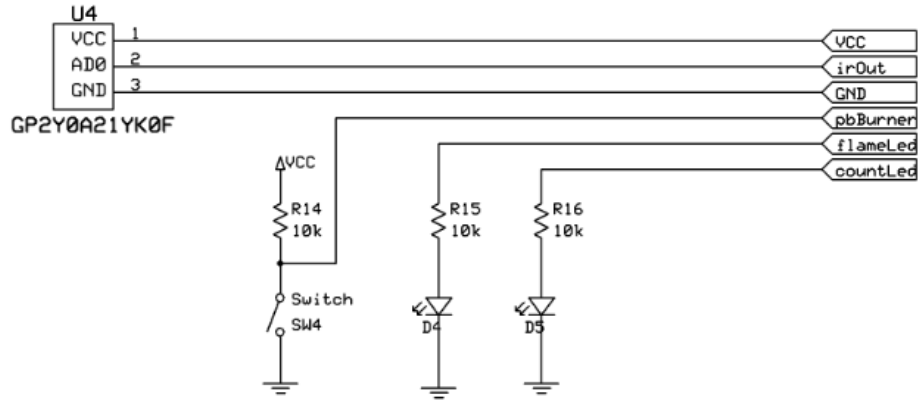 U4
VCC 1
AD0 2
GND 3
GP2Y0A21YK0F
VCC
irOut
GND
pbBurner
flameLed
countLed
VCC
R14
10k
R15
10k
R16
10k
Switch
SW4
D4
D5